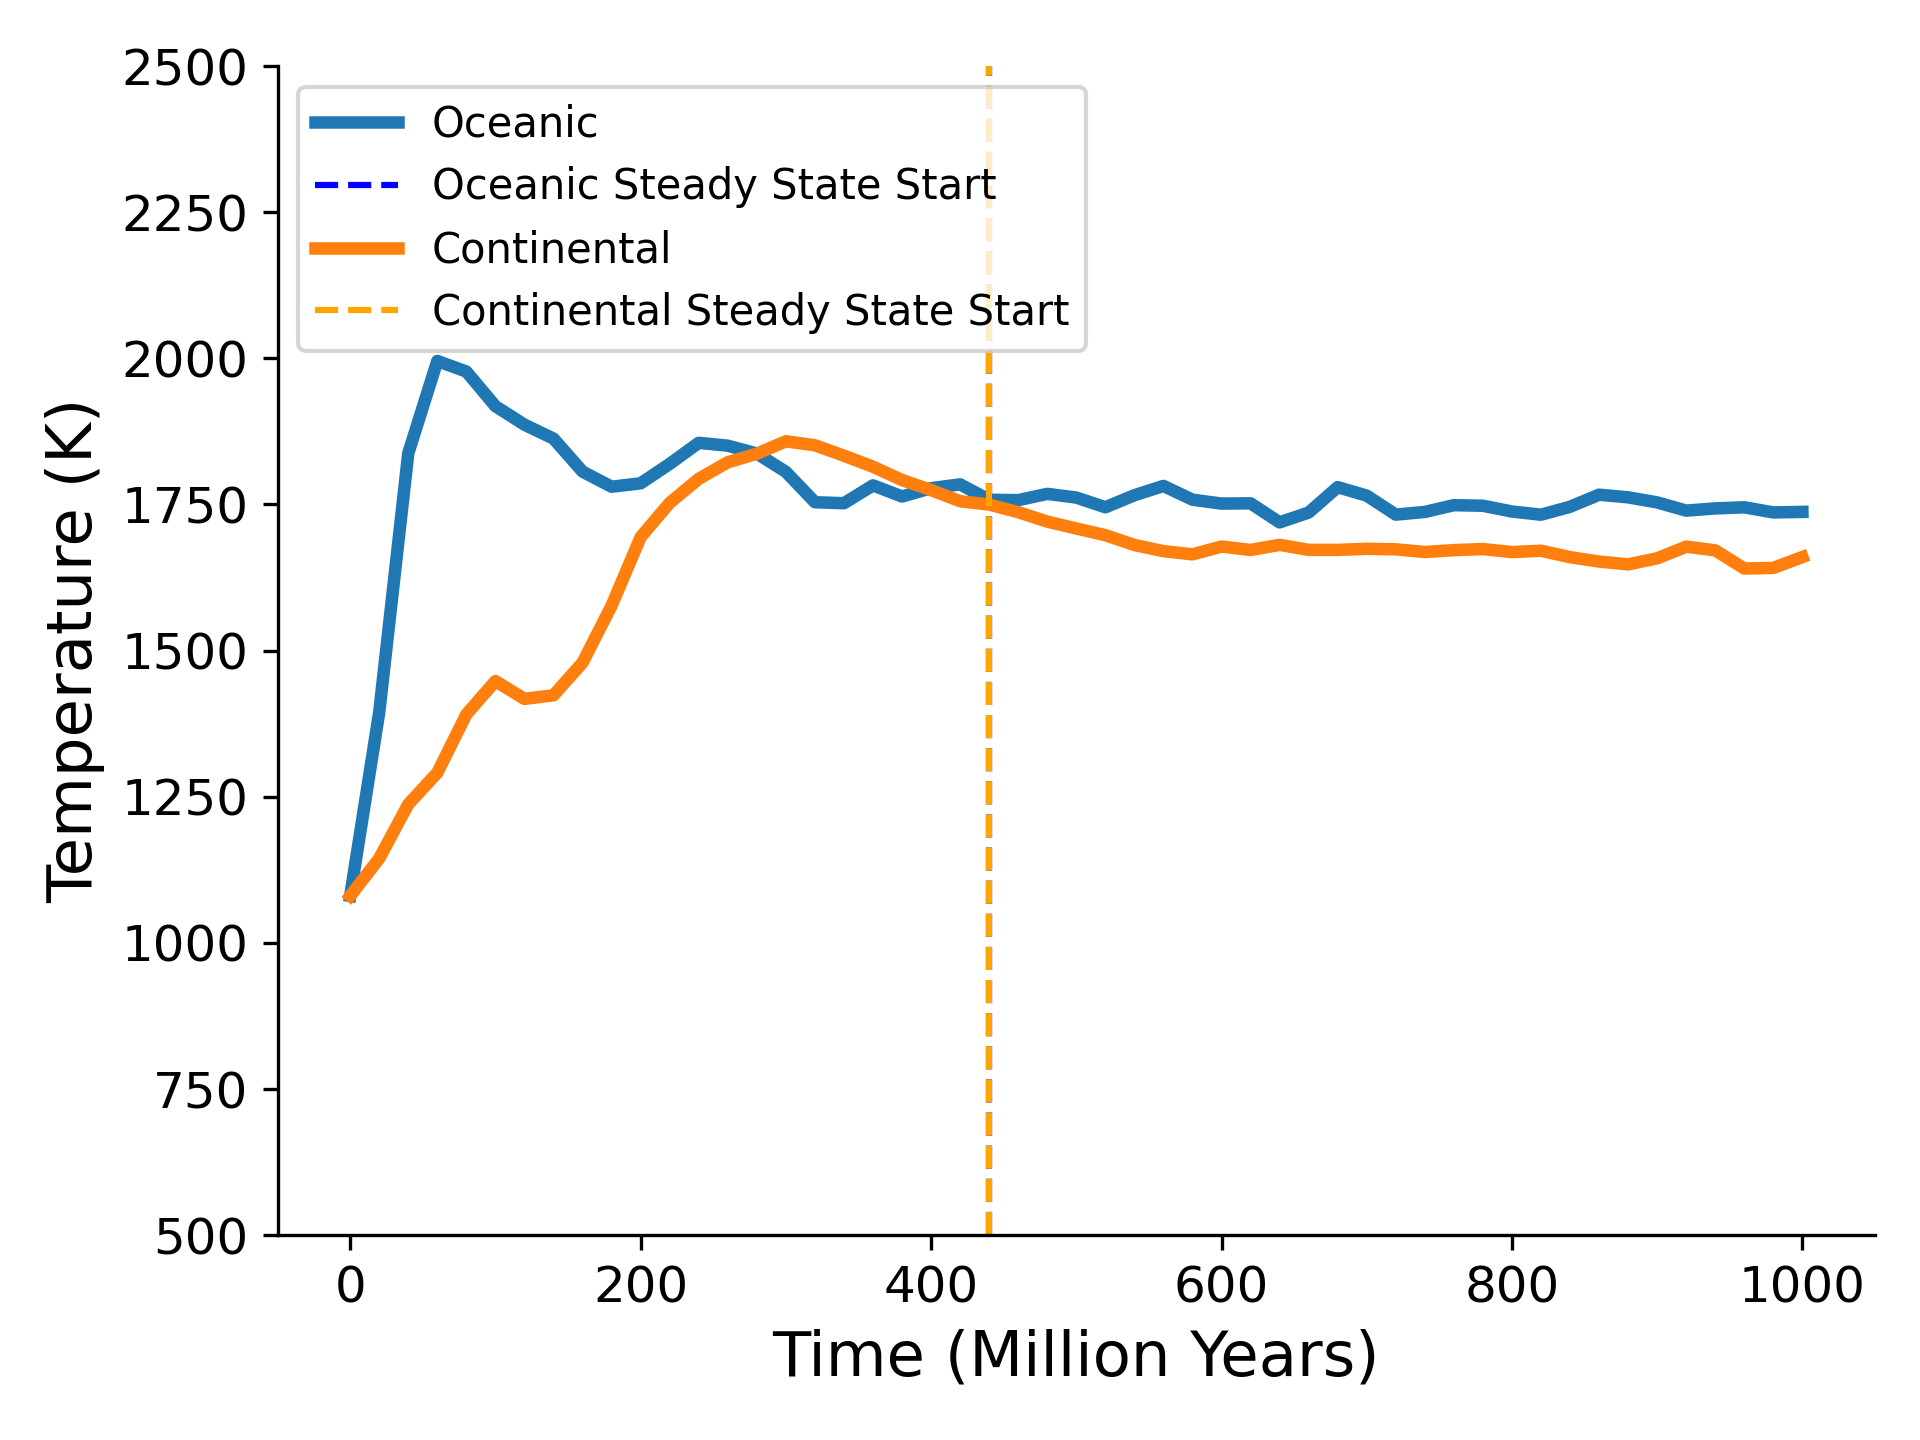 2500
2250
2000
1750
1500
1250
1000
750
500
Temperature (K)
Oceanic
Oceanic Steady State Start
Continental
Continental Steady State Start
0 200 400 600 800 1000
Time (Million Years)